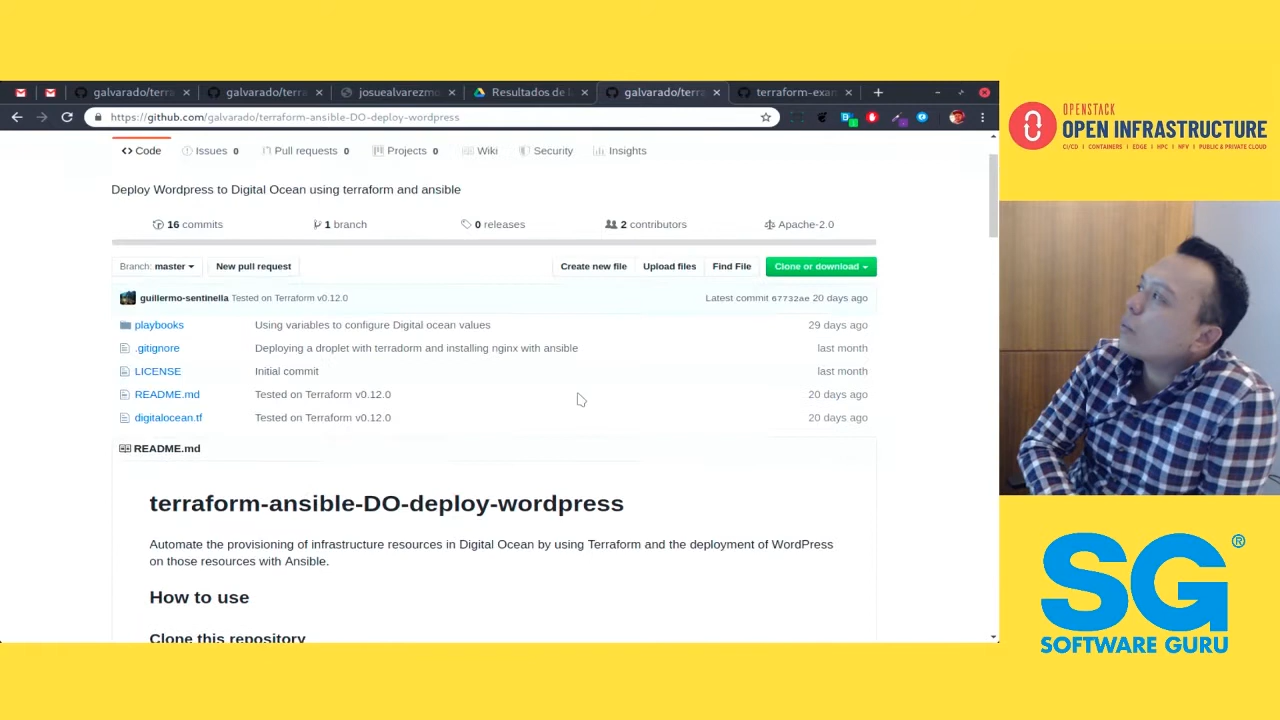 galvarado/terra
galvarado/terra
josuealvarezmo
Resultados de l
galvarado/terra
terraform-exan
https://github.com/galvarado/terraform-ansible-DO-deploy-wordpress
Code
Issues 0
Pull requests 0
Projects 0
Wiki
Security
Insights
Deploy Wordpress to Digital Ocean using terraform and ansible
16 commits
1 branch
0 releases
2 contributors
Apache-2.0
Branch: master
New pull request
Create new file
Upload files
Find File
Clone or download
guillermo-sentinella Tested on Terraform v0.12.0
Latest commit 67732ae 20 days ago
playbooks
Using variables to configure Digital ocean values
29 days ago
.gitignore
Deploying a droplet with terradorm and installing nginx with ansible
last month
LICENSE
Initial commit
last month
README.md
Tested on Terraform v0.12.0
20 days ago
digitalocean.tf
Tested on Terraform v0.12.0
20 days ago
README.md
terraform-ansible-DO-deploy-wordpress
Automate the provisioning of infrastructure resources in Digital Ocean by using Terraform and the deployment of WordPress
on those resources with Ansible.
How to use
Clone this repository
OPENSTACK
OPEN INFRASTRUCTURE
CI/CD | CONTAINERS | EDGE | HPC | NFV | PUBLIC & PRIVATE CLOUD
SG®
SOFTWARE GURU